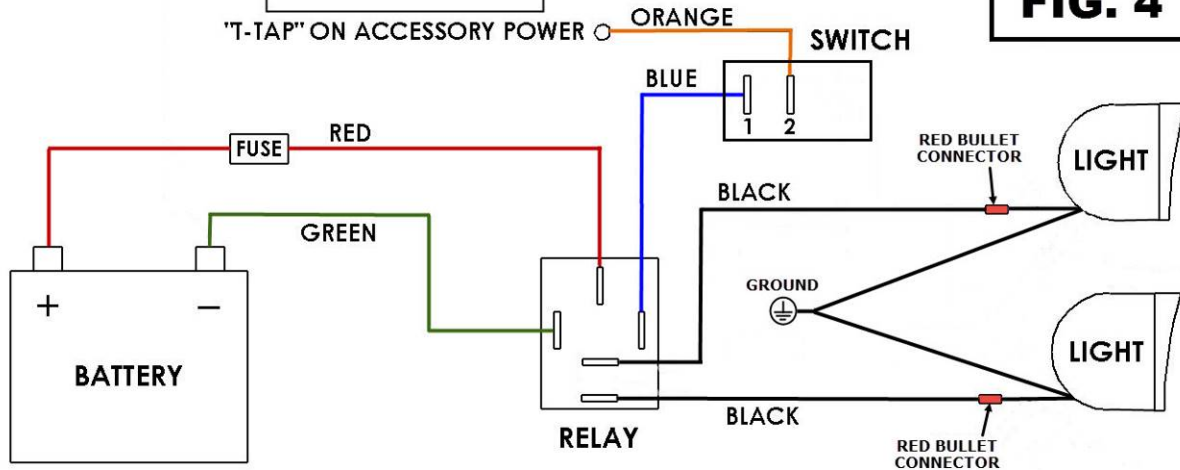 FIG. 4
"T-TAP" ON ACCESSORY POWER
ORANGE
SWITCH
BLUE
1 2
FUSE
RED
RED BULLET
CONNECTOR
LIGHT
BLACK
GREEN
GROUND
+ −
BATTERY
LIGHT
BLACK
RELAY
RED BULLET
CONNECTOR